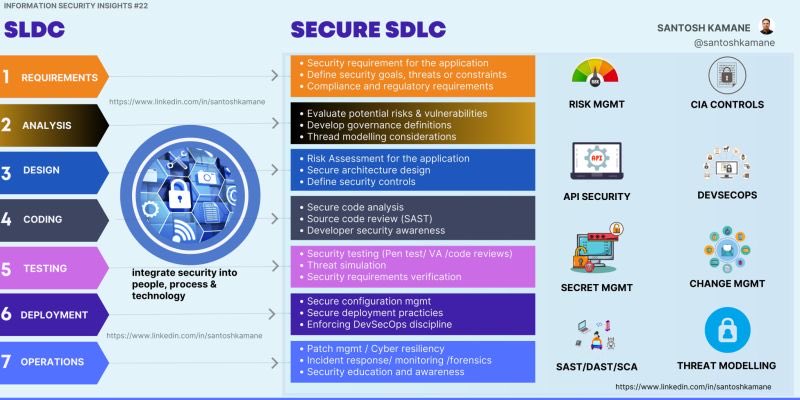 INFORMATION SECURITY INSIGHTS #22
SLDC
SECURE SDLC
SANTOSH KAMANE
@santoshkamane
1 REQUIREMENTS
• Security requirement for the application
• Define security goals, threats or constraints
• Compliance and regulatory requirements
https://www.linkedin.com/in/santoshkamane
2 ANALYSIS
• Evaluate potential risks & vulnerabilities
• Develop governance definitions
• Thread modelling considerations
3 DESIGN
• Risk Assessment for the application
• Secure architecture design
• Define security controls
4 CODING
• Secure code analysis
• Source code review (SAST)
• Developer security awareness
5 TESTING
• Security testing (Pen test/ VA /code reviews)
• Threat simulation
• Security requirements verification
integrate security into
people, process &
technology
6 DEPLOYMENT
• Secure configuration mgmt
• Secure deployment practicies
• Enforcing DevSecOps discipline
https://www.linkedin.com/in/santoshkamane
7 OPERATIONS
• Patch mgmt / Cyber resiliency
• Incident response/ monitoring /forensics
• Security education and awareness
RISK
RISK MGMT
CIA CONTROLS
API
API SECURITY
DEVSECOPS
SECRET MGMT
CHANGE MGMT
SAST/DAST/SCA
THREAT MODELLING
https://www.linkedin.com/in/santoshkamane